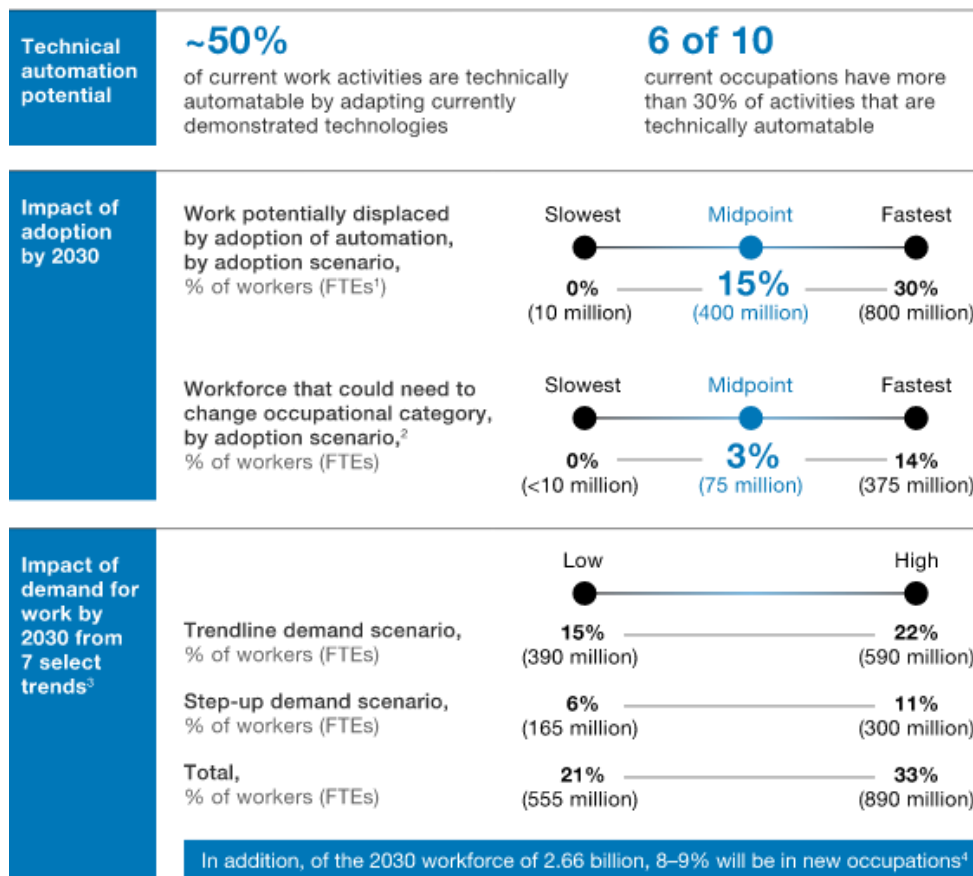 Technical
automation
potential
~50%
of current work activities are technically
automatable by adapting currently
demonstrated technologies
6 of 10
current occupations have more
than 30% of activities that are
technically automatable
Impact of
adoption
by 2030
Work potentially displaced
by adoption of automation,
by adoption scenario,
% of workers (FTEs¹)
Slowest Midpoint Fastest
0% 15% 30%
(10 million) (400 million) (800 million)
Workforce that could need to
change occupational category,
by adoption scenario,²
% of workers (FTEs)
Slowest Midpoint Fastest
0% 3% 14%
(<10 million) (75 million) (375 million)
Impact of
demand for
work by
2030 from
7 select
trends³
Low High
Trendline demand scenario,
% of workers (FTEs)
15% 22%
(390 million) (590 million)
Step-up demand scenario,
% of workers (FTEs)
6% 11%
(165 million) (300 million)
Total,
% of workers (FTEs)
21% 33%
(555 million) (890 million)
In addition, of the 2030 workforce of 2.66 billion, 8–9% will be in new occupations⁴